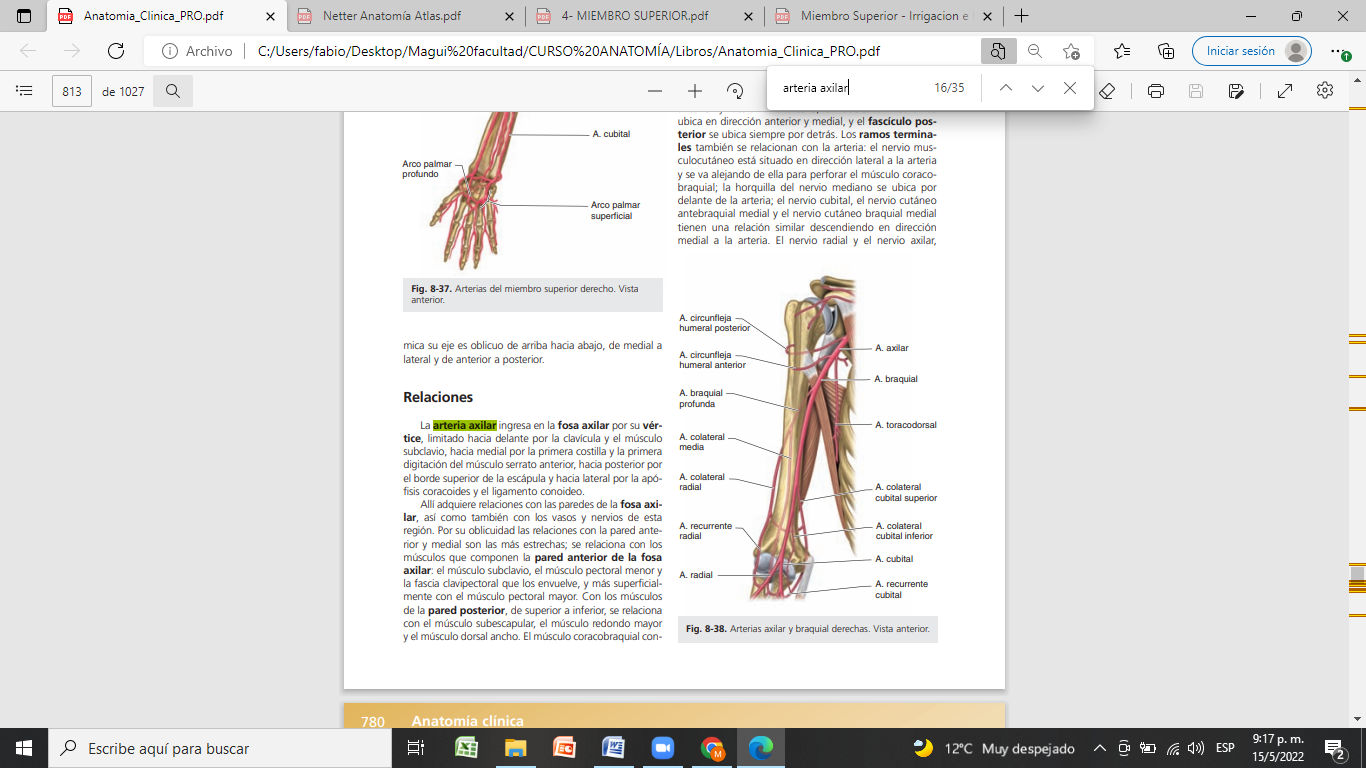 Anatomia_Clinica_PRO.pdf
Netter Anatomía Atlas.pdf
4- MIEMBRO SUPERIOR.pdf
Miembro Superior - Irrigacion e
Archivo
C:/Users/fabio/Desktop/Magui%20facultad/CURSO%20ANATOMÍA/Libros/Anatomia_Clinica_PRO.pdf
Iniciar sesión
813
de 1027
arteria axilar
16/35
A. cubital
Arco palmar
profundo
Arco palmar
superficial
Fig. 8-37. Arterias del miembro superior derecho. Vista
anterior.
mica su eje es oblicuo de arriba hacia abajo, de medial a
lateral y de anterior a posterior.
Relaciones
La arteria axilar ingresa en la fosa axilar por su vér-
tice, limitado hacia delante por la clavícula y el músculo
subclavio, hacia medial por la primera costilla y la primera
digitación del músculo serrato anterior, hacia posterior por
el borde superior de la escápula y hacia lateral por la apó-
fisis coracoides y el ligamento conoideo.
Allí adquiere relaciones con las paredes de la fosa axi-
lar, así como también con los vasos y nervios de esta
región. Por su oblicuidad las relaciones con la pared ante-
rior y medial son las más estrechas; se relaciona con los
músculos que componen la pared anterior de la fosa
axilar: el músculo subclavio, el músculo pectoral menor y
la fascia clavipectoral que los envuelve, y más superficial-
mente con el músculo pectoral mayor. Con los músculos
de la pared posterior, de superior a inferior, se relaciona
con el músculo subescapular, el músculo redondo mayor
y el músculo dorsal ancho. El músculo coracobraquial con-
ubica en dirección anterior y medial, y el fascículo pos-
terior se ubica siempre por detrás. Los ramos termina-
les también se relacionan con la arteria: el nervio mus-
culocutáneo está situado en dirección lateral a la arteria
y se va alejando de ella para perforar el músculo coraco-
braquial; la horquilla del nervio mediano se ubica por
delante de la arteria; el nervio cubital, el nervio cutáneo
antebraquial medial y el nervio cutáneo braquial medial
tienen una relación similar descendiendo en dirección
medial a la arteria. El nervio radial y el nervio axilar,
A. circunfleja
humeral posterior
A. circunfleja
humeral anterior
A. braquial
profunda
A. colateral
media
A. colateral
radial
A. recurrente
radial
A. radial
A. axilar
A. braquial
A. toracodorsal
A. colateral
cubital superior
A. colateral
cubital inferior
A. cubital
A. recurrente
cubital
Fig. 8-38. Arterias axilar y braquial derechas. Vista anterior.
780 Anatomía clínica
Escribe aquí para buscar
12°C Muy despejado
ESP
9:17 p. m.
15/5/2022
2